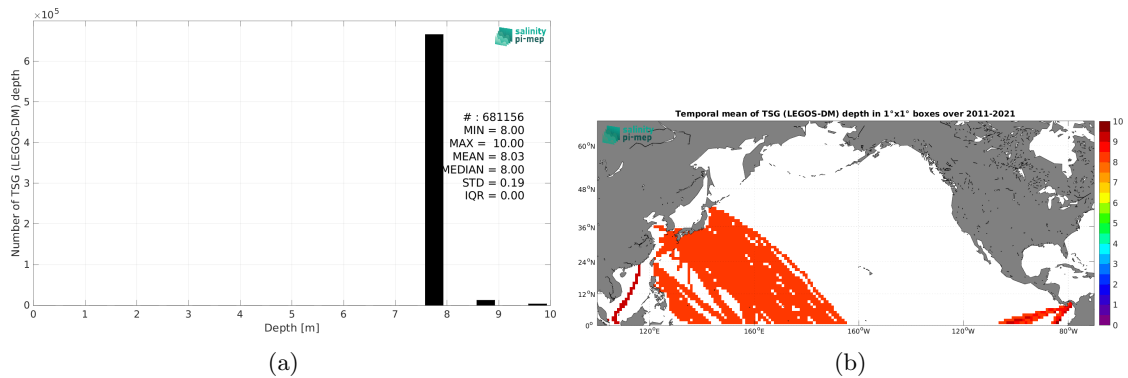 ×10⁵
salinity
pi-mep
Number of TSG (LEGOS-DM) depth
6
5
4
3
2
1
0
# : 681156
MIN = 8.00
MAX = 10.00
MEAN = 8.03
MEDIAN = 8.00
STD = 0.19
IQR = 0.00
0 1 2 3 4 5 6 7 8 9 10
Depth [m]
(a)
Temporal mean of TSG (LEGOS-DM) depth in 1°x1° boxes over 2011-2021
salinity
pi-mep
60°N
48°N
36°N
24°N
12°N
0°
120°E 160°E 160°W 120°W 80°W
10
9
8
7
6
5
4
3
2
1
0
(b)